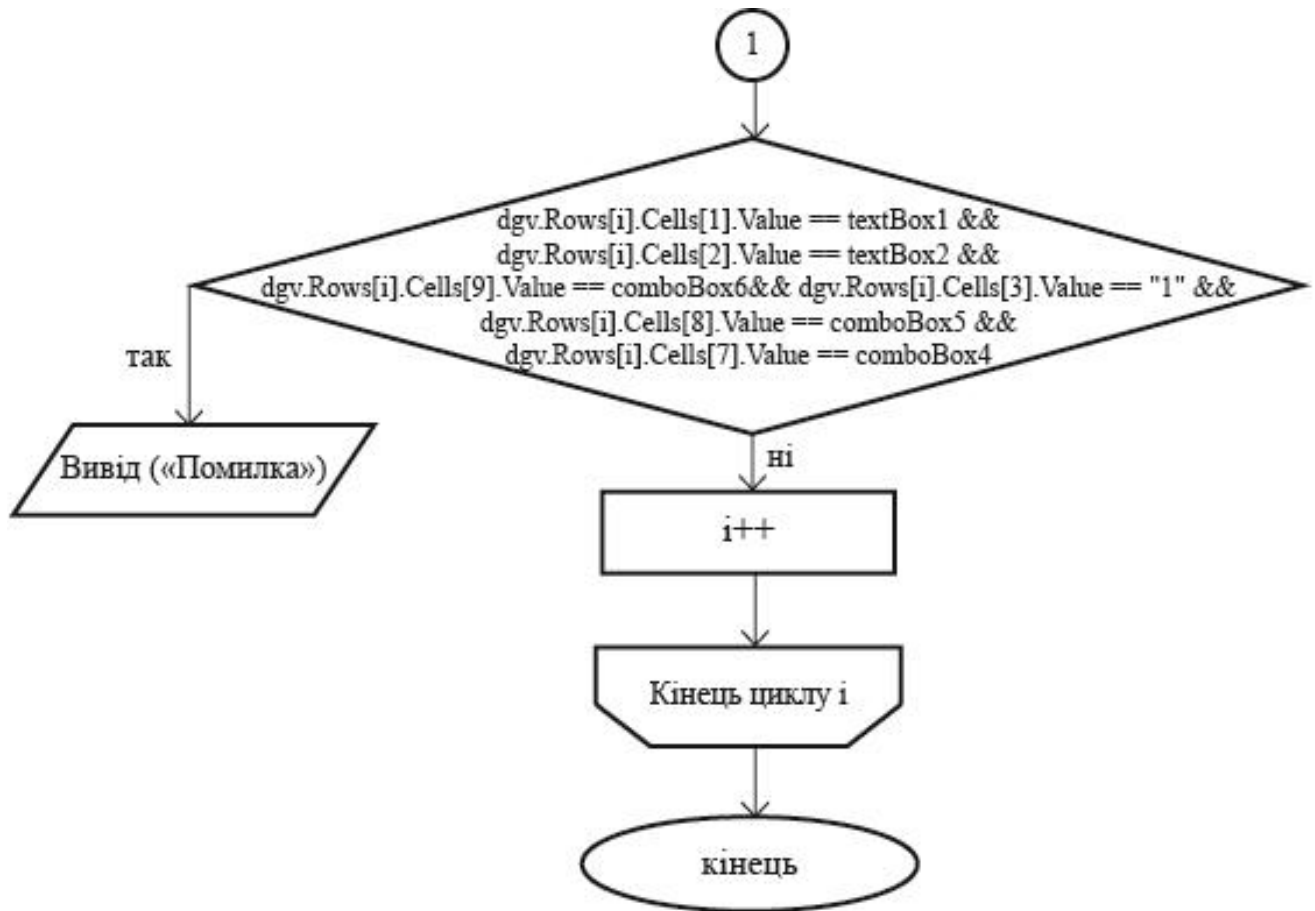 1
dgv.Rows[i].Cells[1].Value == textBox1 &&
dgv.Rows[i].Cells[2].Value == textBox2 &&
dgv.Rows[i].Cells[9].Value == comboBox6&& dgv.Rows[i].Cells[3].Value == "1" &&
dgv.Rows[i].Cells[8].Value == comboBox5 &&
dgv.Rows[i].Cells[7].Value == comboBox4
так
Вивід («Помилка»)
ні
i++
Кінець циклу і
кінець